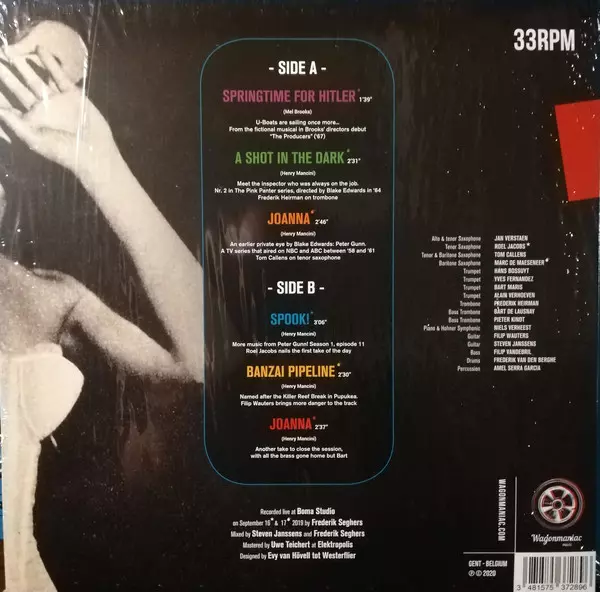 33RPM
- SIDE A -
SPRINGTIME FOR HITLER* 1'39"
(Mel Brooks)
U-Boats are sailing once more...
From the fictional musical in Brooks' directors debut
"The Producers" ('67)
A SHOT IN THE DARK* 2'31"
(Henry Mancini)
Meet the inspector who was always on the job.
Nr. 2 in The Pink Panter series, directed by Blake Edwards in '64
Frederik Heirman on trombone
JOANNA* 2'46"
(Henry Mancini)
An earlier private eye by Blake Edwards: Peter Gunn.
A TV series that aired on NBC and ABC between '58 and '61
Tom Callens on tenor saxophone
- SIDE B -
SPOOK!* 3'06"
(Henry Mancini)
More music from Peter Gunn! Season 1, episode 11
Roel Jacobs nails the first take of the day
BANZAI PIPELINE* 2'30"
(Henry Mancini)
Named after the Killer Reef Break in Pupukea.
Filip Wauters brings more danger to the track
JOANNA* 2'37"
(Henry Mancini)
Another take to close the session,
with all the brass gone home but Bart
Alto & tenor Saxophone JAN VERSTAEN
Tenor Saxophone ROEL JACOBS*
Tenor & Baritone Saxophone TOM CALLENS
Baritone Saxophone MARC DE MAESENEER*
Trumpet HANS BOSSUYT
Trumpet YVES FERNANDEZ
Trumpet BART MARIS
Trumpet ALAIN VERHOEVEN
Trombone FREDERIK HEIRMAN
Bass Trombone BART DE LAUSNAY
Bass Trombone PIETER KINDT
Piano & Hohner Symphonic NIELS VERHEEST
Guitar FILIP WAUTERS
Guitar STEVEN JANSSENS
Bass FILIP VANDEBRIL
Drums FREDERIK VAN DEN BERGHE
Percussion AMEL SERRA GARCIA
Recorded live at Boma Studio
on September 16* & 17* 2019 by Frederik Seghers
Mixed by Steven Janssens and Frederik Seghers
Mastered by Uwe Teichert at Elektropolis
Designed by Evy van Hövell tot Westerflier
WAGONMANIAC.COM
Wagonmaniac
GENT - BELGIUM
℗ © 2020
3 481575 372896